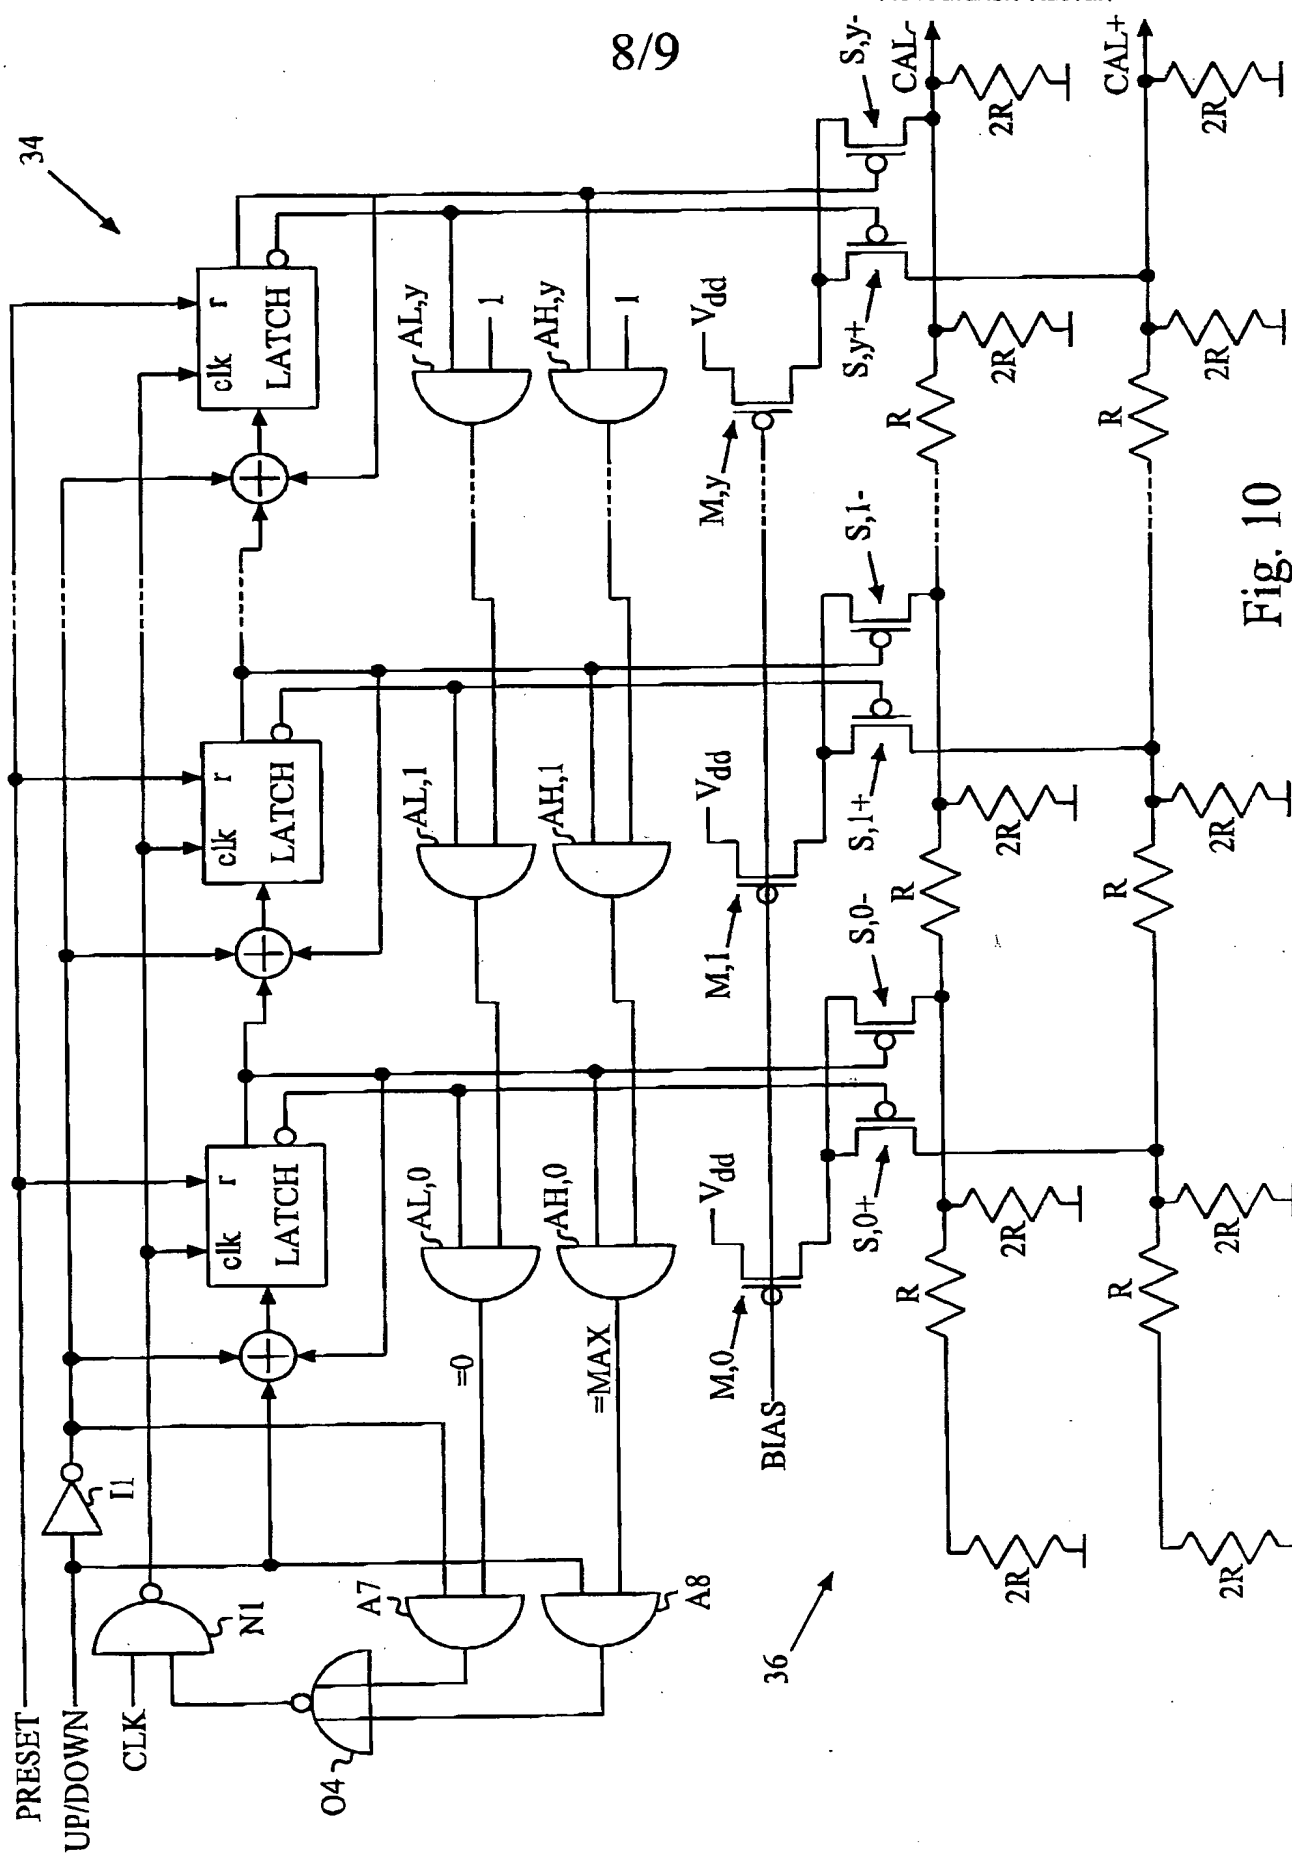 8/9
34
PRESET
UP/DOWN
CLK
I1
N1
O4
A7
A8
clk
r
LATCH
clk
r
LATCH
clk
r
LATCH
AL,0
AL,1
AL,y
1
=0
AH,0
AH,1
AH,y
1
=MAX
Vdd
Vdd
Vdd
M,0
M,1
M,y
BIAS
S,0+
S,0-
S,1+
S,1-
S,y+
S,y-
36
R
R
R
CAL-
2R
2R
2R
2R
2R
R
R
R
CAL+
2R
2R
2R
2R
2R
Fig. 10